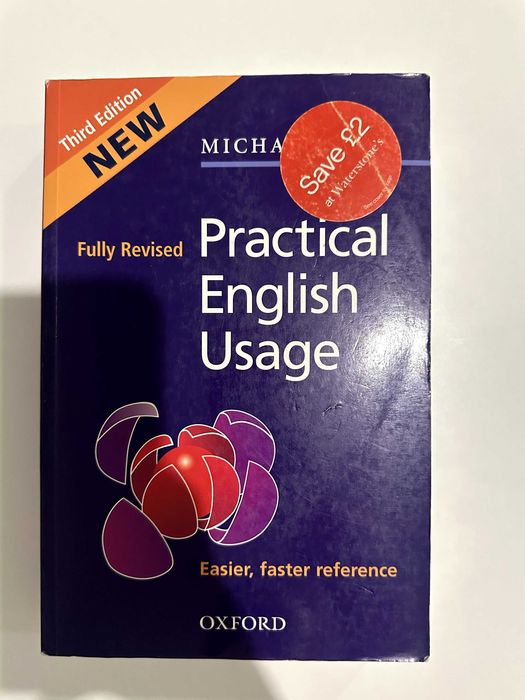 Third Edition
NEW
MICHA
Save £2
at Waterstone's
Fully Revised
Practical
English
Usage
Easier, faster reference
OXFORD